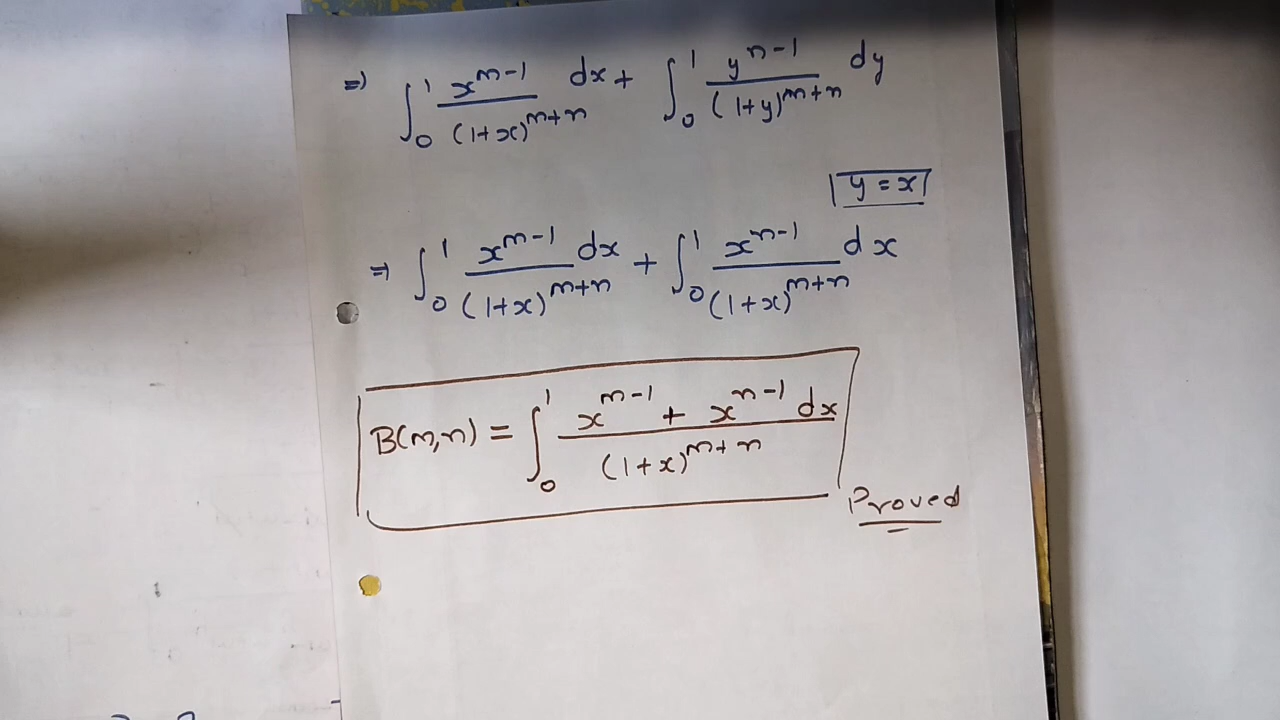 ⇒ ∫₀¹ x^(m-1)/(1+x)^(m+n) dx + ∫₀¹ y^(n-1)/(1+y)^(m+n) dy
y = x
⇒ ∫₀¹ x^(m-1) dx/(1+x)^(m+n) + ∫₀¹ x^(n-1)/(1+x)^(m+n) dx
B(m,n) = ∫₀¹ x^(m-1) + x^(n-1) dx/(1+x)^(m+n)
Proved